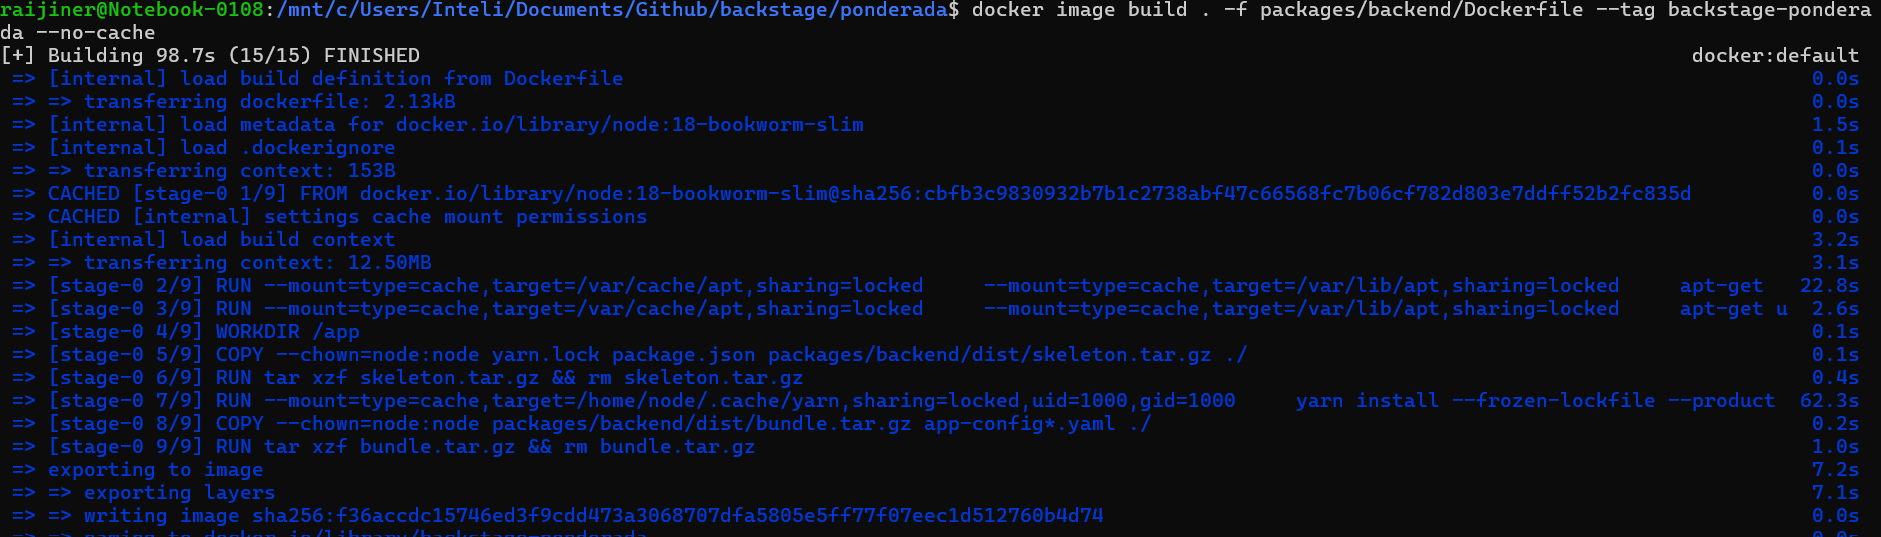 raijiner@Notebook-0108:/mnt/c/Users/Inteli/Documents/Github/backstage/ponderada$ docker image build . -f packages/backend/Dockerfile --tag backstage-pondera
da --no-cache
[+] Building 98.7s (15/15) FINISHED docker:default
=> [internal] load build definition from Dockerfile 0.0s
=> => transferring dockerfile: 2.13kB 0.0s
=> [internal] load metadata for docker.io/library/node:18-bookworm-slim 1.5s
=> [internal] load .dockerignore 0.1s
=> => transferring context: 153B 0.0s
=> CACHED [stage-0 1/9] FROM docker.io/library/node:18-bookworm-slim@sha256:cbfb3c9830932b7b1c2738abf47c66568fc7b06cf782d803e7ddff52b2fc835d 0.0s
=> CACHED [internal] settings cache mount permissions 0.0s
=> [internal] load build context 3.2s
=> => transferring context: 12.50MB 3.1s
=> [stage-0 2/9] RUN --mount=type=cache,target=/var/cache/apt,sharing=locked --mount=type=cache,target=/var/lib/apt,sharing=locked apt-get 22.8s
=> [stage-0 3/9] RUN --mount=type=cache,target=/var/cache/apt,sharing=locked --mount=type=cache,target=/var/lib/apt,sharing=locked apt-get u 2.6s
=> [stage-0 4/9] WORKDIR /app 0.1s
=> [stage-0 5/9] COPY --chown=node:node yarn.lock package.json packages/backend/dist/skeleton.tar.gz ./ 0.1s
=> [stage-0 6/9] RUN tar xzf skeleton.tar.gz && rm skeleton.tar.gz 0.4s
=> [stage-0 7/9] RUN --mount=type=cache,target=/home/node/.cache/yarn,sharing=locked,uid=1000,gid=1000 yarn install --frozen-lockfile --product 62.3s
=> [stage-0 8/9] COPY --chown=node:node packages/backend/dist/bundle.tar.gz app-config*.yaml ./ 0.2s
=> [stage-0 9/9] RUN tar xzf bundle.tar.gz && rm bundle.tar.gz 1.0s
=> exporting to image 7.2s
=> => exporting layers 7.1s
=> => writing image sha256:f36accdc15746ed3f9cdd473a3068707dfa5805e5ff77f07eec1d512760b4d74 0.0s
=> => naming to docker.io/library/backstage-ponderada 0.0s